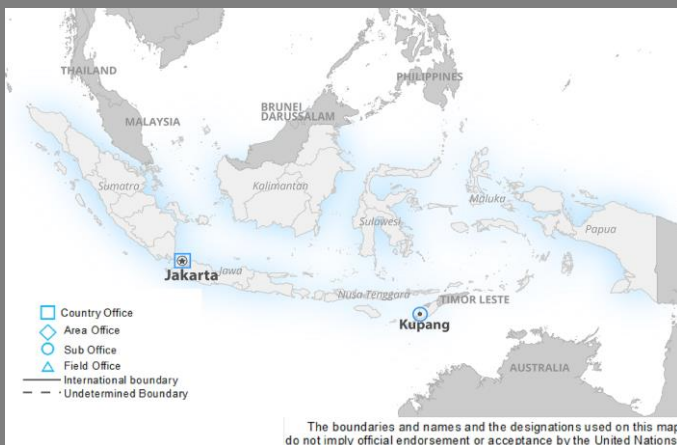 THAILAND
PHILIPPINES
BRUNEI
DARUSSALAM
MALAYSIA
Sumatra
Kalimantan
Maluka
Sulawesi
Papua
Jakarta
Jawa
Nusa Tenggara
TIMOR LESTE
Kupang
Country Office
Area Office
Sub Office
Field Office
International boundary
Undetermined Boundary
AUSTRALIA
The boundaries and names and the designations used on this map
do not imply official endorsement or acceptance by the United Nations